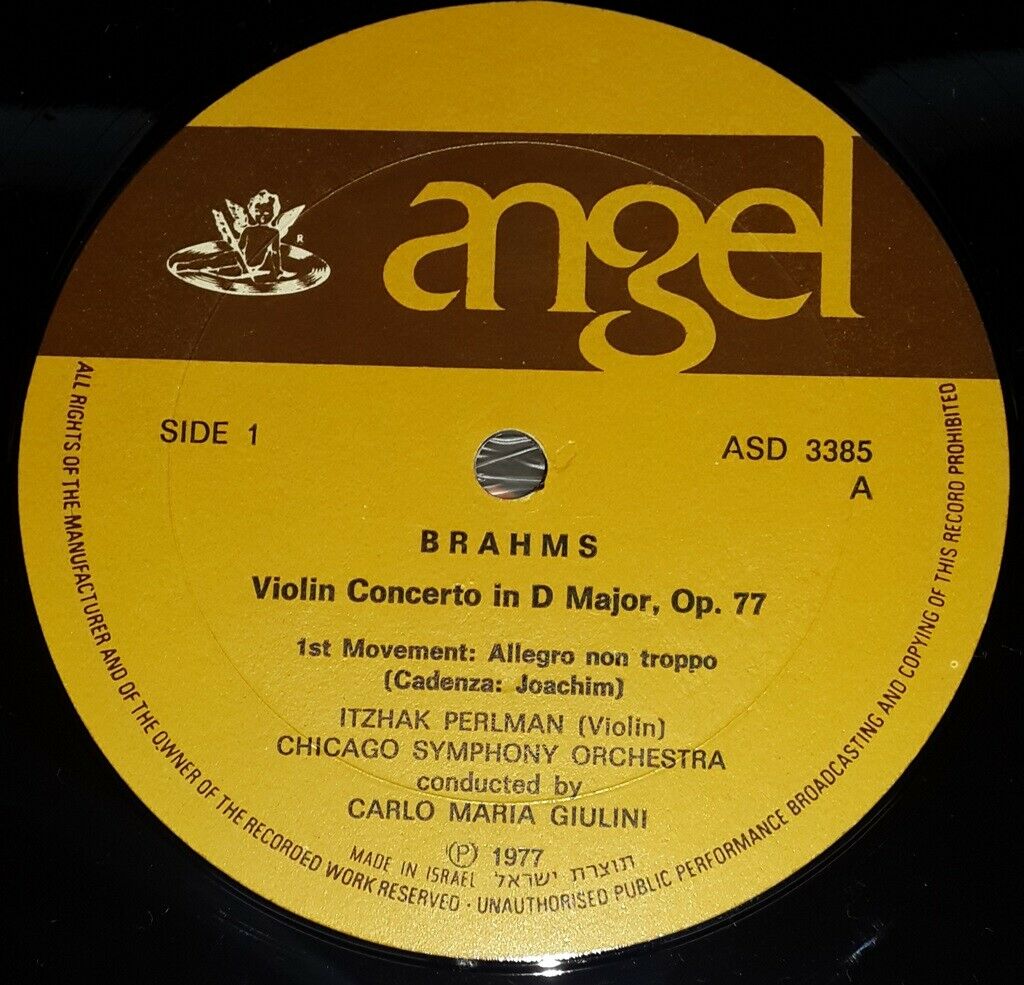 angel
R
SIDE 1
ASD 3385
A
BRAHMS
Violin Concerto in D Major, Op. 77
1st Movement: Allegro non troppo
(Cadenza: Joachim)
ITZHAK PERLMAN (Violin)
CHICAGO SYMPHONY ORCHESTRA
conducted by
CARLO MARIA GIULINI
Ⓟ 1977
MADE IN ISRAEL תוצרת ישראל
ALL RIGHTS OF THE MANUFACTURER AND OF THE OWNER OF THE RECORDED WORK RESERVED · UNAUTHORISED PUBLIC PERFORMANCE BROADCASTING AND COPYING OF THIS RECORD PROHIBITED